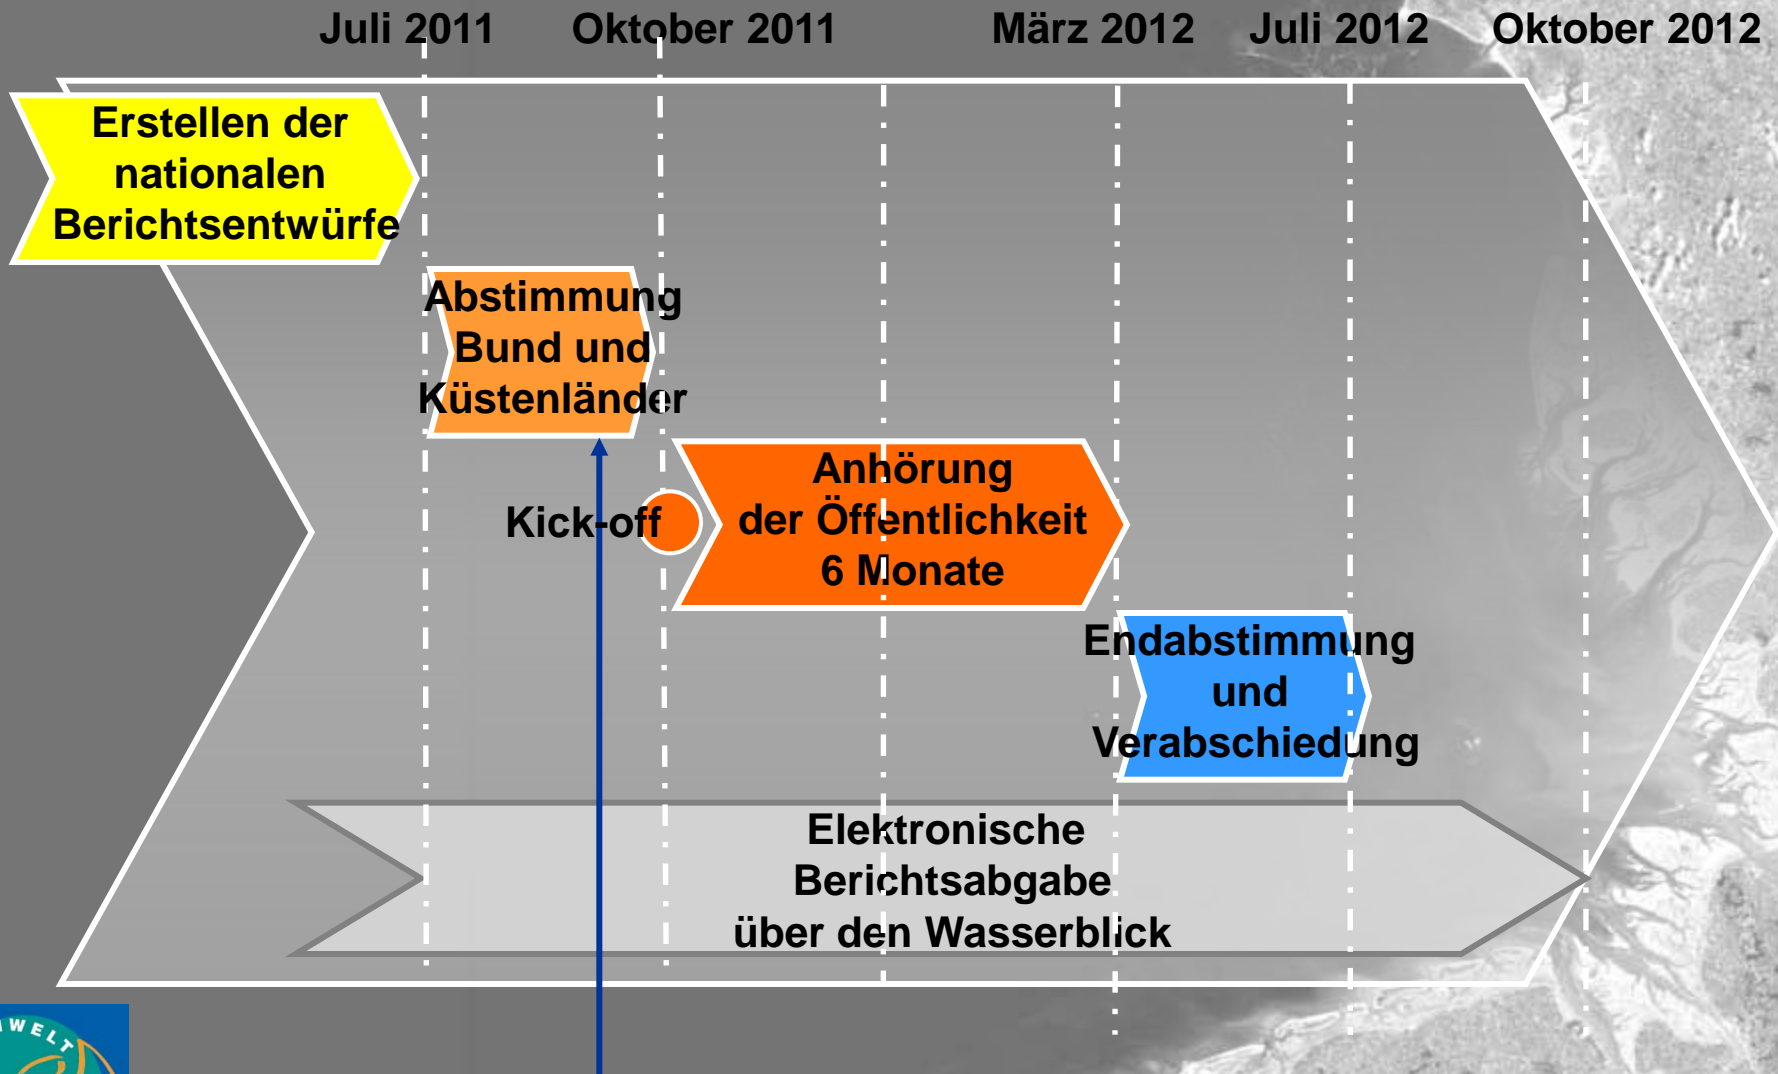 Juli 2011 Oktober 2011 März 2012 Juli 2012 Oktober 2012
Erstellen der
nationalen
Berichtsentwürfe
Abstimmung
Bund und
Küstenländer
Kick-off
Anhörung
der Öffentlichkeit
6 Monate
Endabstimmung
und
Verabschiedung
Elektronische
Berichtsabgabe
über den Wasserblick